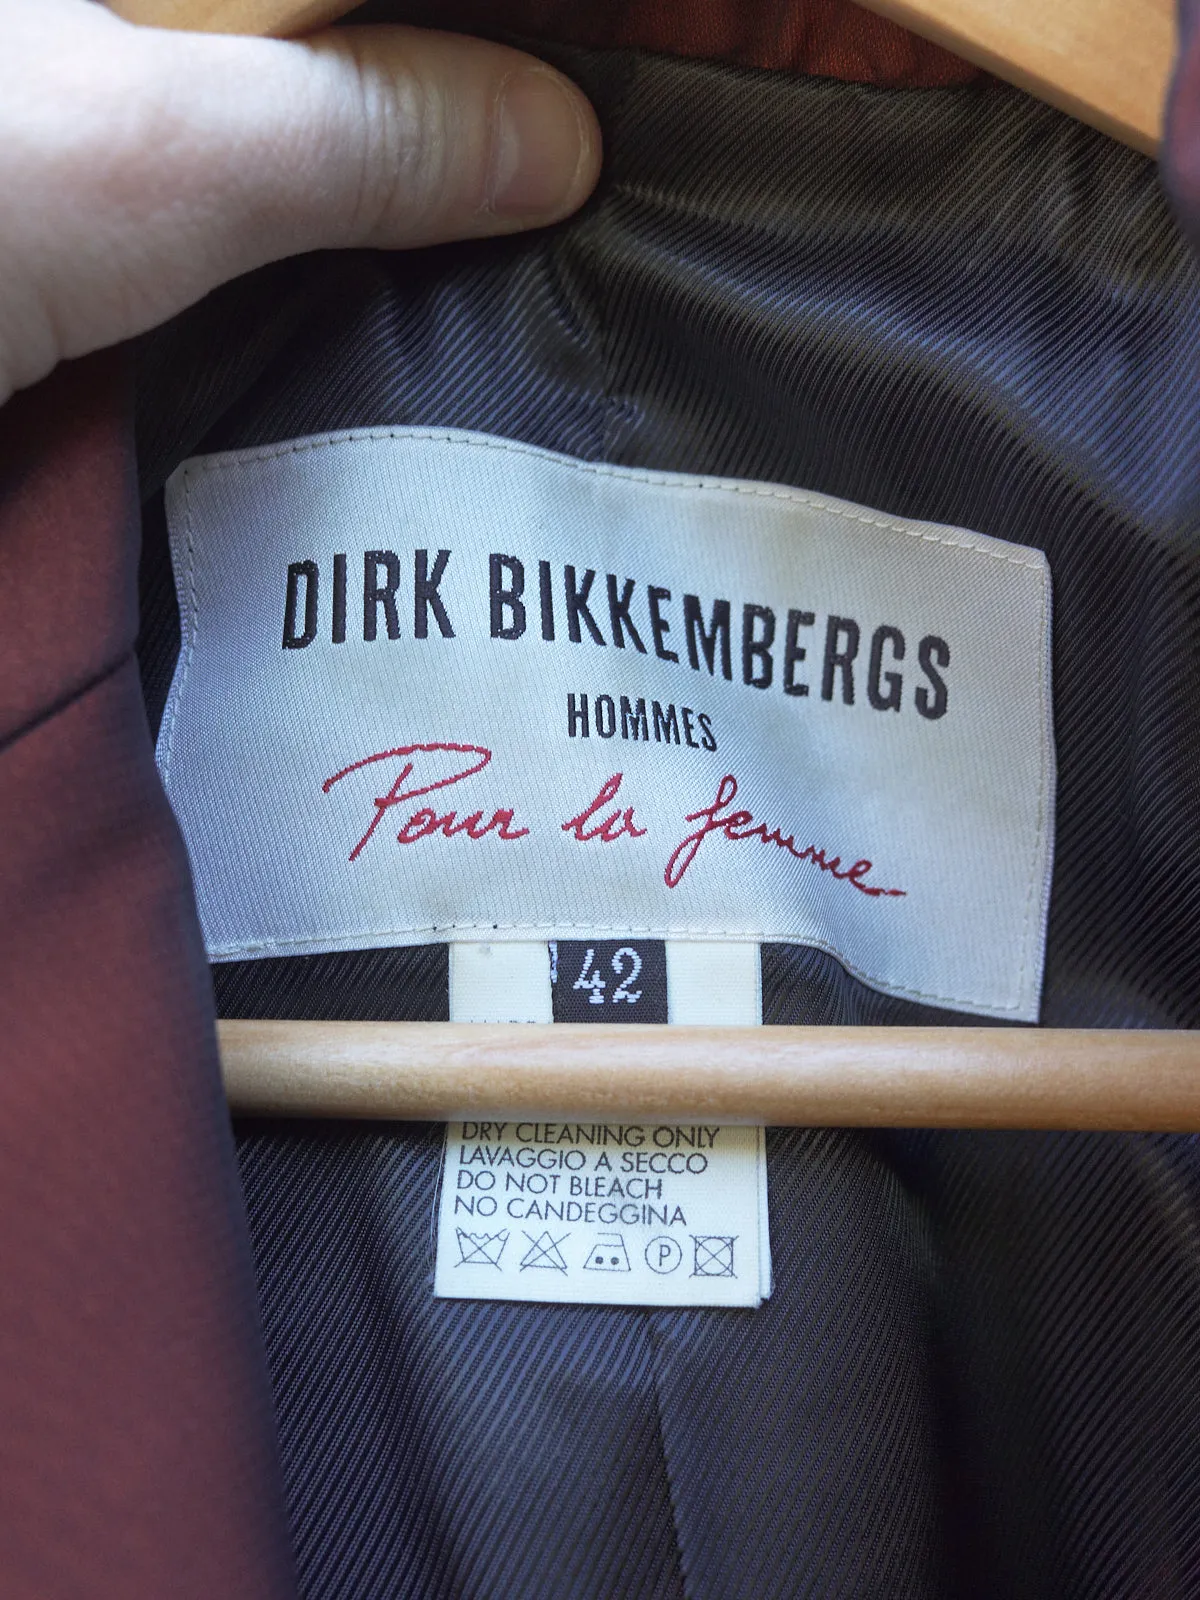 DIRK BIKKEMBERGS
HOMMES
Pour la femme
42
DRY CLEANING ONLY
LAVAGGIO A SECCO
DO NOT BLEACH
NO CANDEGGINA
P